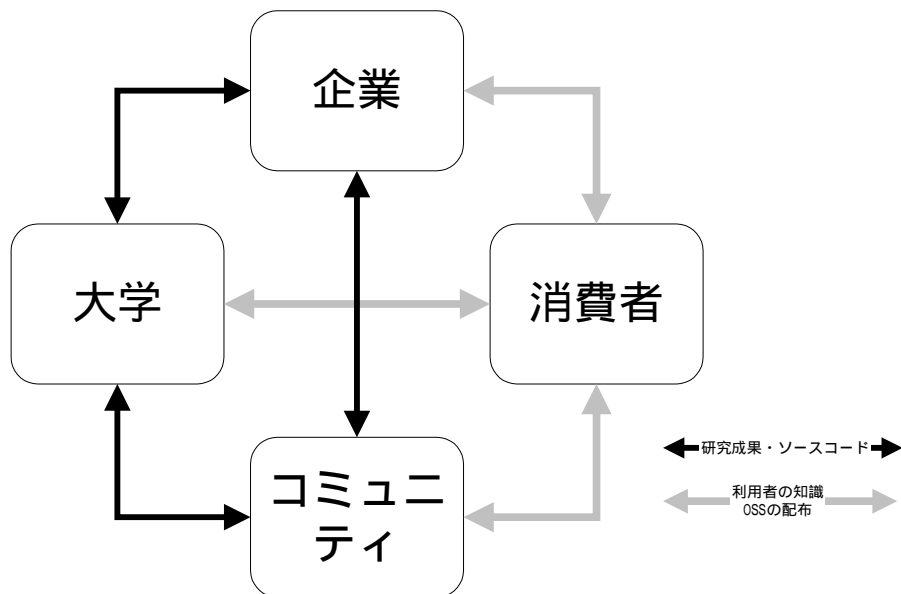 企業
大学
消費者
コミュニ
ティ
研究成果・ソースコード
利用者の知識
OSSの配布